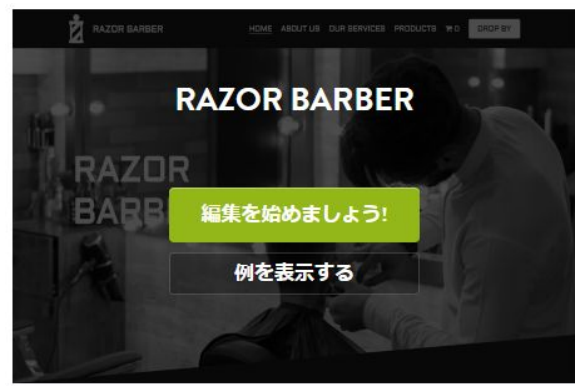 RAZOR BARBER
HOME ABOUT US OUR SERVICES PRODUCTS 0 DROP BY
RAZOR BARBER
RAZOR
BARB
編集を始めましょう!
例を表示する